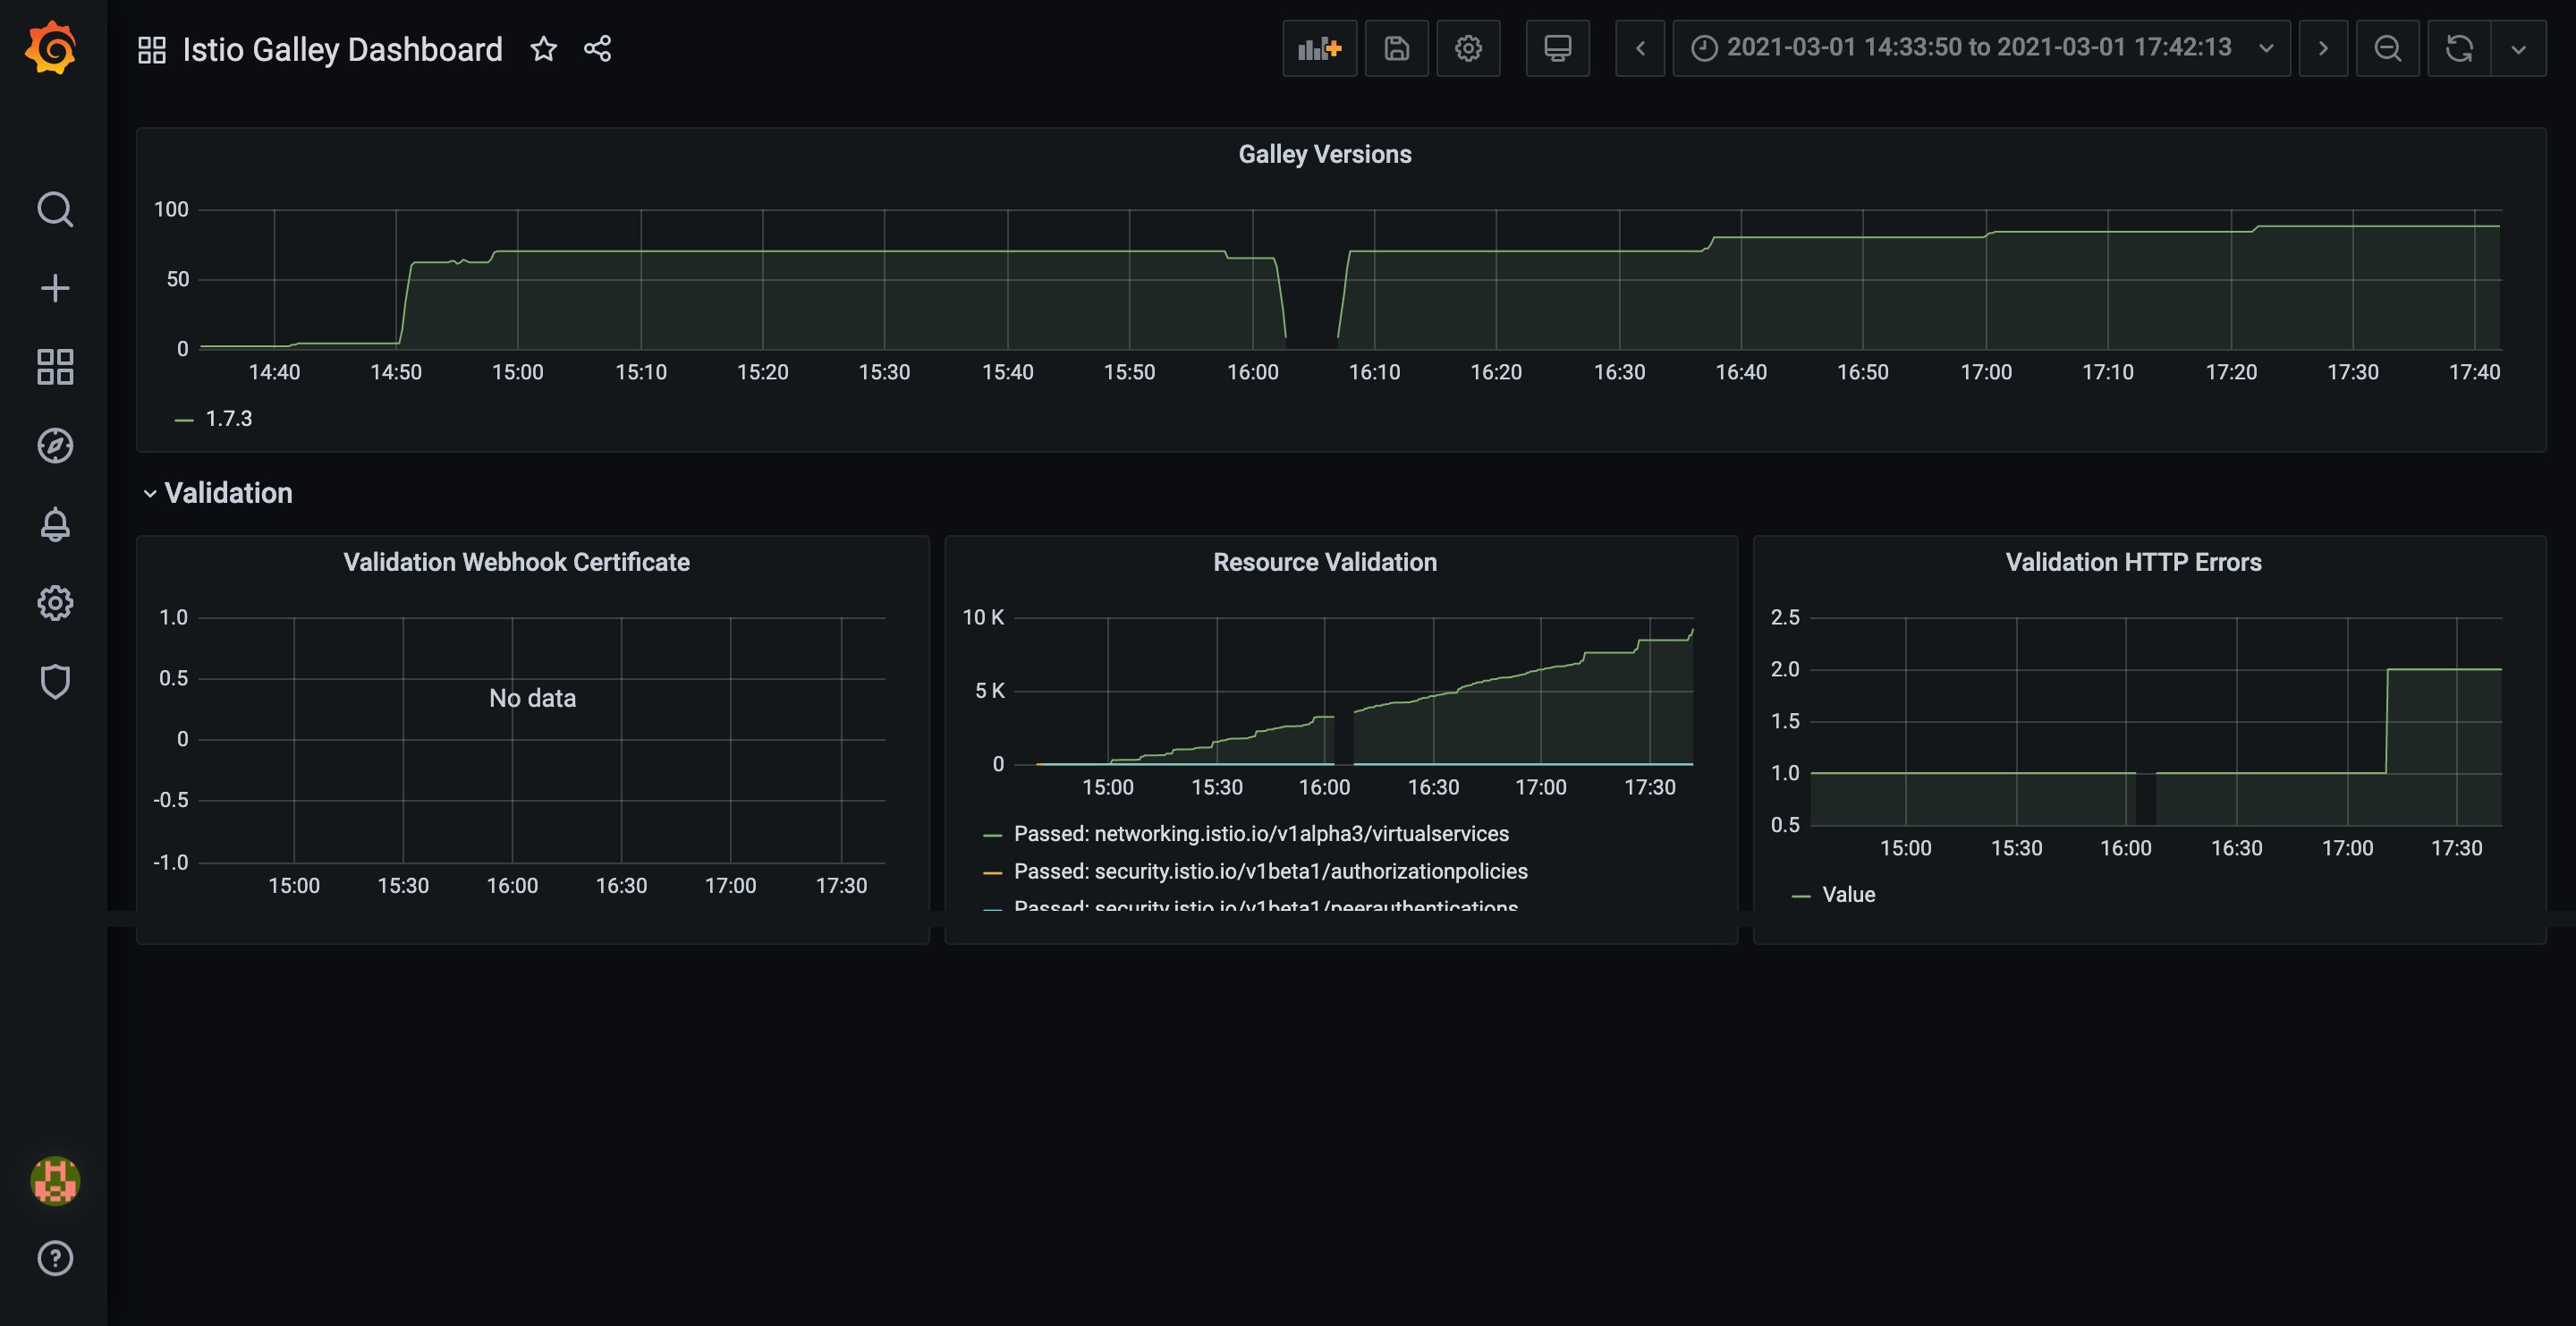 Istio Galley Dashboard
2021-03-01 14:33:50 to 2021-03-01 17:42:13
Galley Versions
100
50
0
14:40 14:50 15:00 15:10 15:20 15:30 15:40 15:50 16:00 16:10 16:20 16:30 16:40 16:50 17:00 17:10 17:20 17:30 17:40
1.7.3
Validation
Validation Webhook Certificate
1.0
0.5
No data
0
-0.5
-1.0
15:00 15:30 16:00 16:30 17:00 17:30
Resource Validation
10 K
5 K
0
15:00 15:30 16:00 16:30 17:00 17:30
Passed: networking.istio.io/v1alpha3/virtualservices
Passed: security.istio.io/v1beta1/authorizationpolicies
Passed: security.istio.io/v1beta1/peerauthentications
Validation HTTP Errors
2.5
2.0
1.5
1.0
0.5
15:00 15:30 16:00 16:30 17:00 17:30
Value